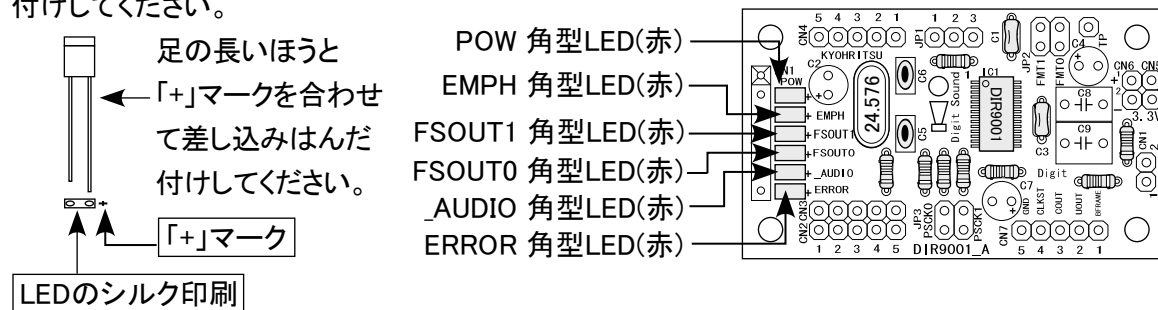 付けしてください。
足の長いほうと
「+」マークを合わせ
て差し込みはんだ
付けしてください。
「+」マーク
LEDのシルク印刷
POW 角型LED(赤)
EMPH 角型LED(赤)
FSOUT1 角型LED(赤)
FSOUT0 角型LED(赤)
_AUDIO 角型LED(赤)
ERROR 角型LED(赤)
5 4 3 2 1
CN4
JP1
1 2 3
C1
JP2
FMT1
FMT0
C4
TP
CN6
KYOHRITSU
C2
POW
+ EMPH
+FSOUT1
+FSOUT0
+_AUDIO
+ ERROR
24.576
C6
C5
Digit Sound
1
IC1
DIR9001
C3
C8
C9
+
1
2
3.3V
CN1
2
1
Digit
C7
GND
CLKST
COUT
UOUT
BFRAME
CN3
CN2
1 2 3 4 5
JP3
PSCK0
PSCK1
DIR9001_A
CN7
5 4 3 2 1